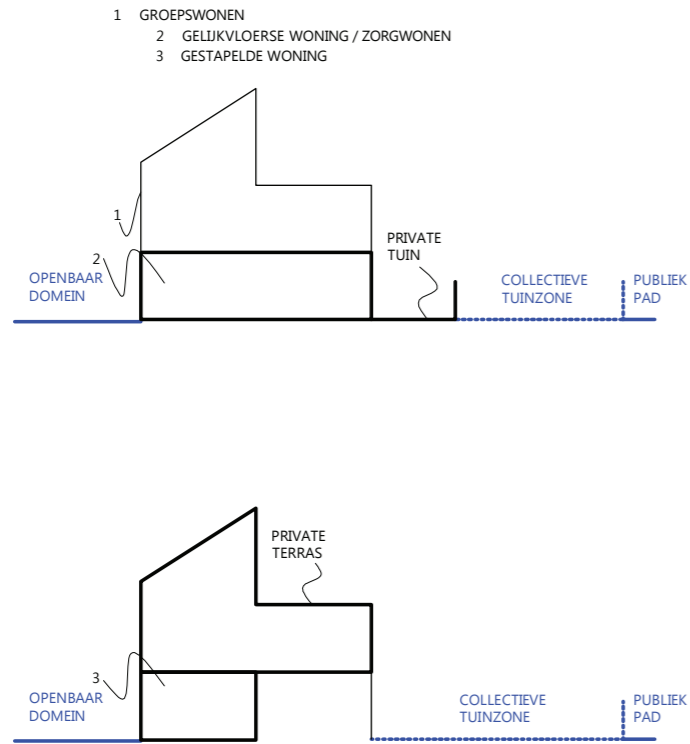 1 GROEPSWONEN
2 GELIJKVLOERSE WONING / ZORGWONEN
3 GESTAPELDE WONING
1
2
OPENBAAR
DOMEIN
PRIVATE
TUIN
COLLECTIEVE
TUINZONE
PUBLIEK
PAD
PRIVATE
TERRAS
3
OPENBAAR
DOMEIN
COLLECTIEVE
TUINZONE
PUBLIEK
PAD